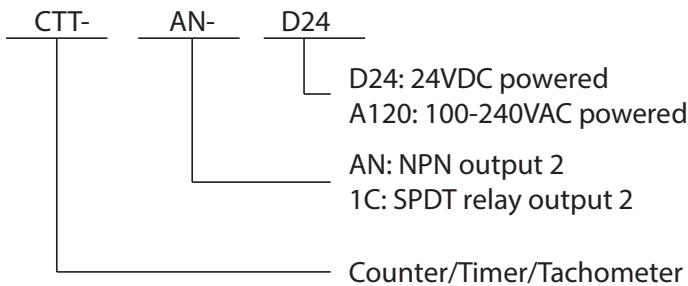 CTT- AN- D24
D24: 24VDC powered
A120: 100-240VAC powered
AN: NPN output 2
1C: SPDT relay output 2
Counter/Timer/Tachometer